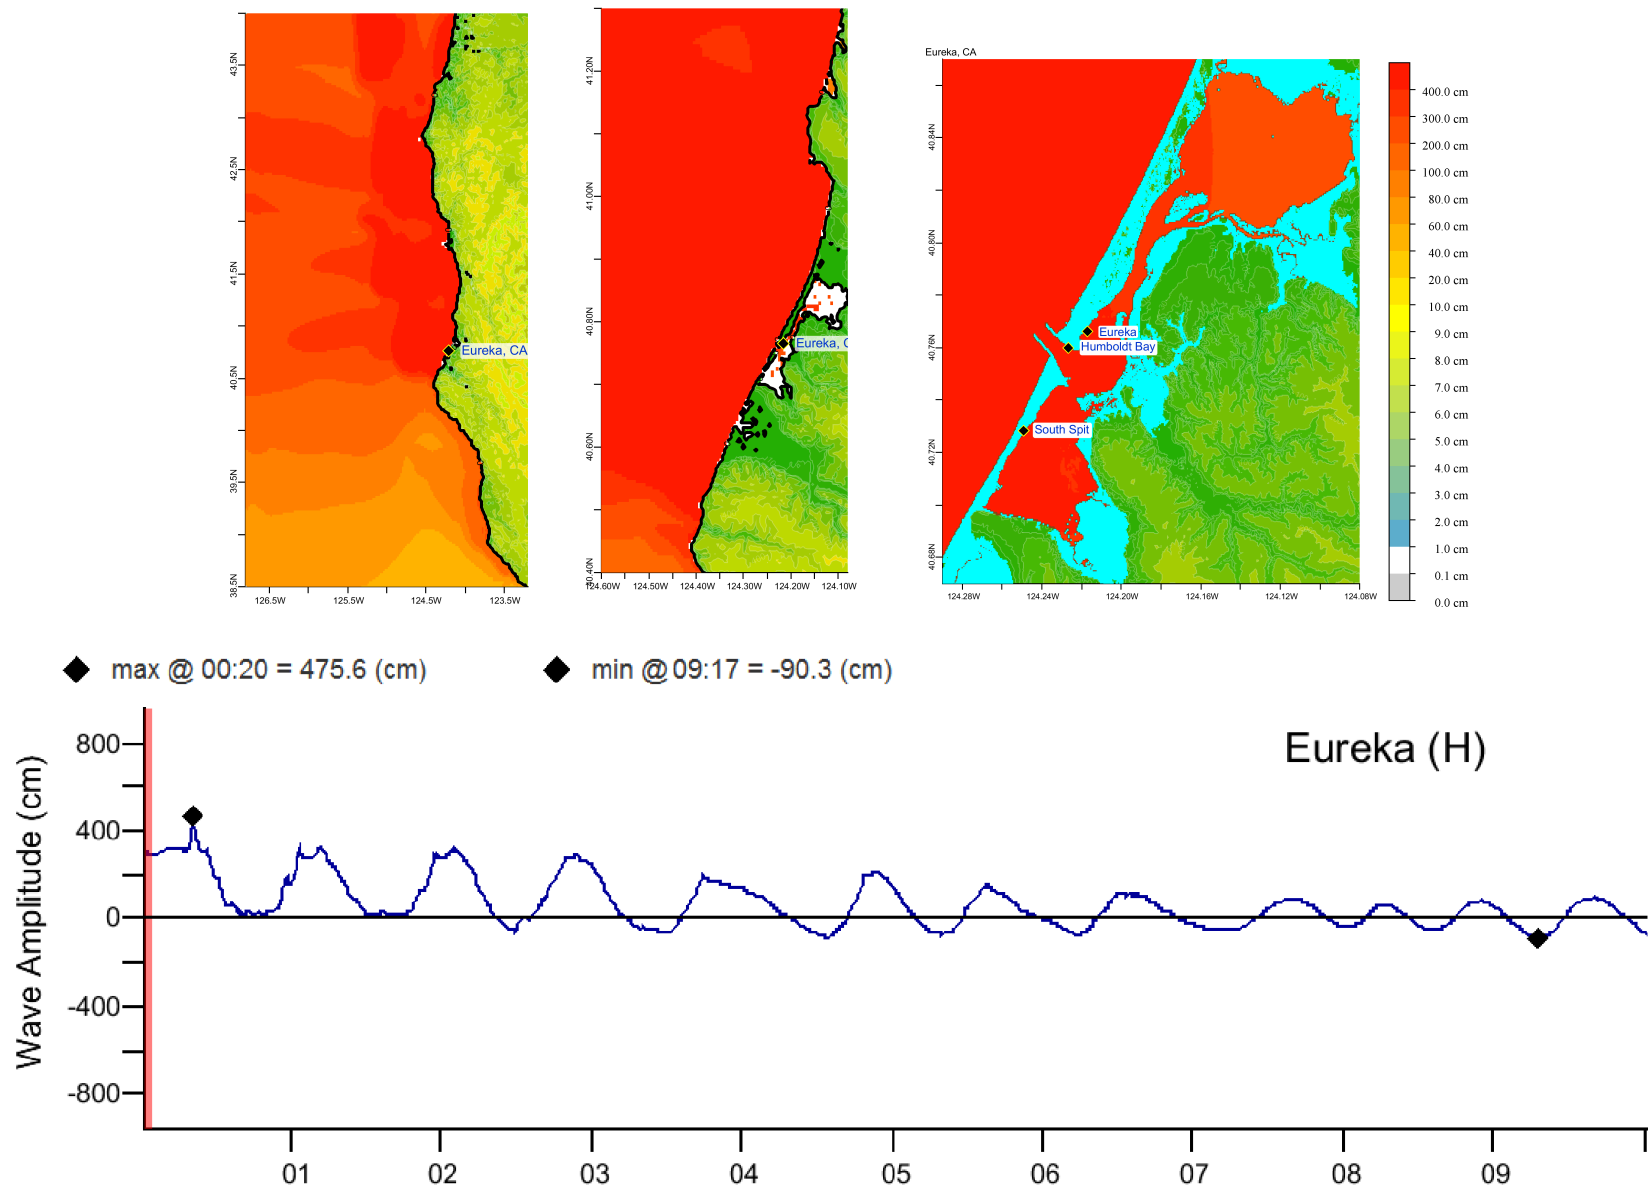 43.5N
42.5N
41.5N
40.5N
39.5N
38.5N
126.5W 125.5W 124.5W 123.5W
Eureka, CA
41.20N
41.00N
40.80N
40.60N
40.40N
124.60W 124.50W 124.40W 124.30W 124.20W 124.10W
Eureka, C
Eureka, CA
40.84N
40.80N
40.76N
40.72N
40.68N
124.28W 124.24W 124.20W 124.16W 124.12W 124.08W
Eureka
Humboldt Bay
South Spit
400.0 cm
300.0 cm
200.0 cm
100.0 cm
80.0 cm
60.0 cm
40.0 cm
20.0 cm
10.0 cm
9.0 cm
8.0 cm
7.0 cm
6.0 cm
5.0 cm
4.0 cm
3.0 cm
2.0 cm
1.0 cm
0.1 cm
0.0 cm
max @ 00:20 = 475.6 (cm) min @ 09:17 = -90.3 (cm)
Eureka (H)
Wave Amplitude (cm)
800
400
0
-400
-800
01 02 03 04 05 06 07 08 09